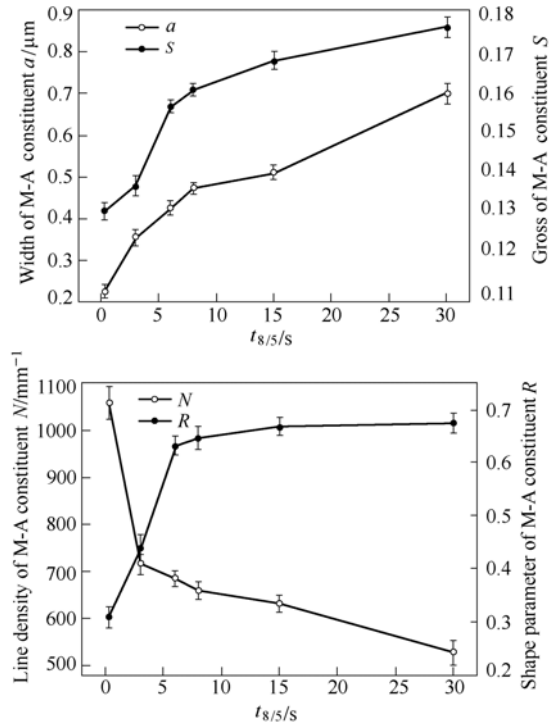 a
S
0.9
0.8
0.7
0.6
0.5
0.4
0.3
0.2
Width of M-A constituent a/μm
0.18
0.17
0.16
0.15
0.14
0.13
0.12
0.11
Gross of M-A constituent S
0 5 10 15 20 25 30
t8/5/s
N
R
1100
1000
900
800
700
600
500
Line density of M-A constituent N/mm⁻¹
0.7
0.6
0.5
0.4
0.3
0.2
Shape parameter of M-A constituent R
0 5 10 15 20 25 30
t8/5/s